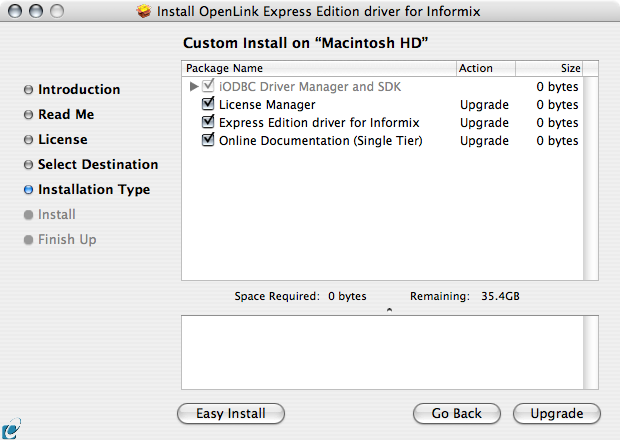 Install OpenLink Express Edition driver for Informix
Custom Install on “Macintosh HD”
Introduction
Read Me
License
Select Destination
Installation Type
Install
Finish Up
Package Name Action Size
iODBC Driver Manager and SDK 0 bytes
License Manager Upgrade 0 bytes
Express Edition driver for Informix Upgrade 0 bytes
Online Documentation (Single Tier) Upgrade 0 bytes
Space Required: 0 bytes Remaining: 35.4GB
Easy Install Go Back Upgrade